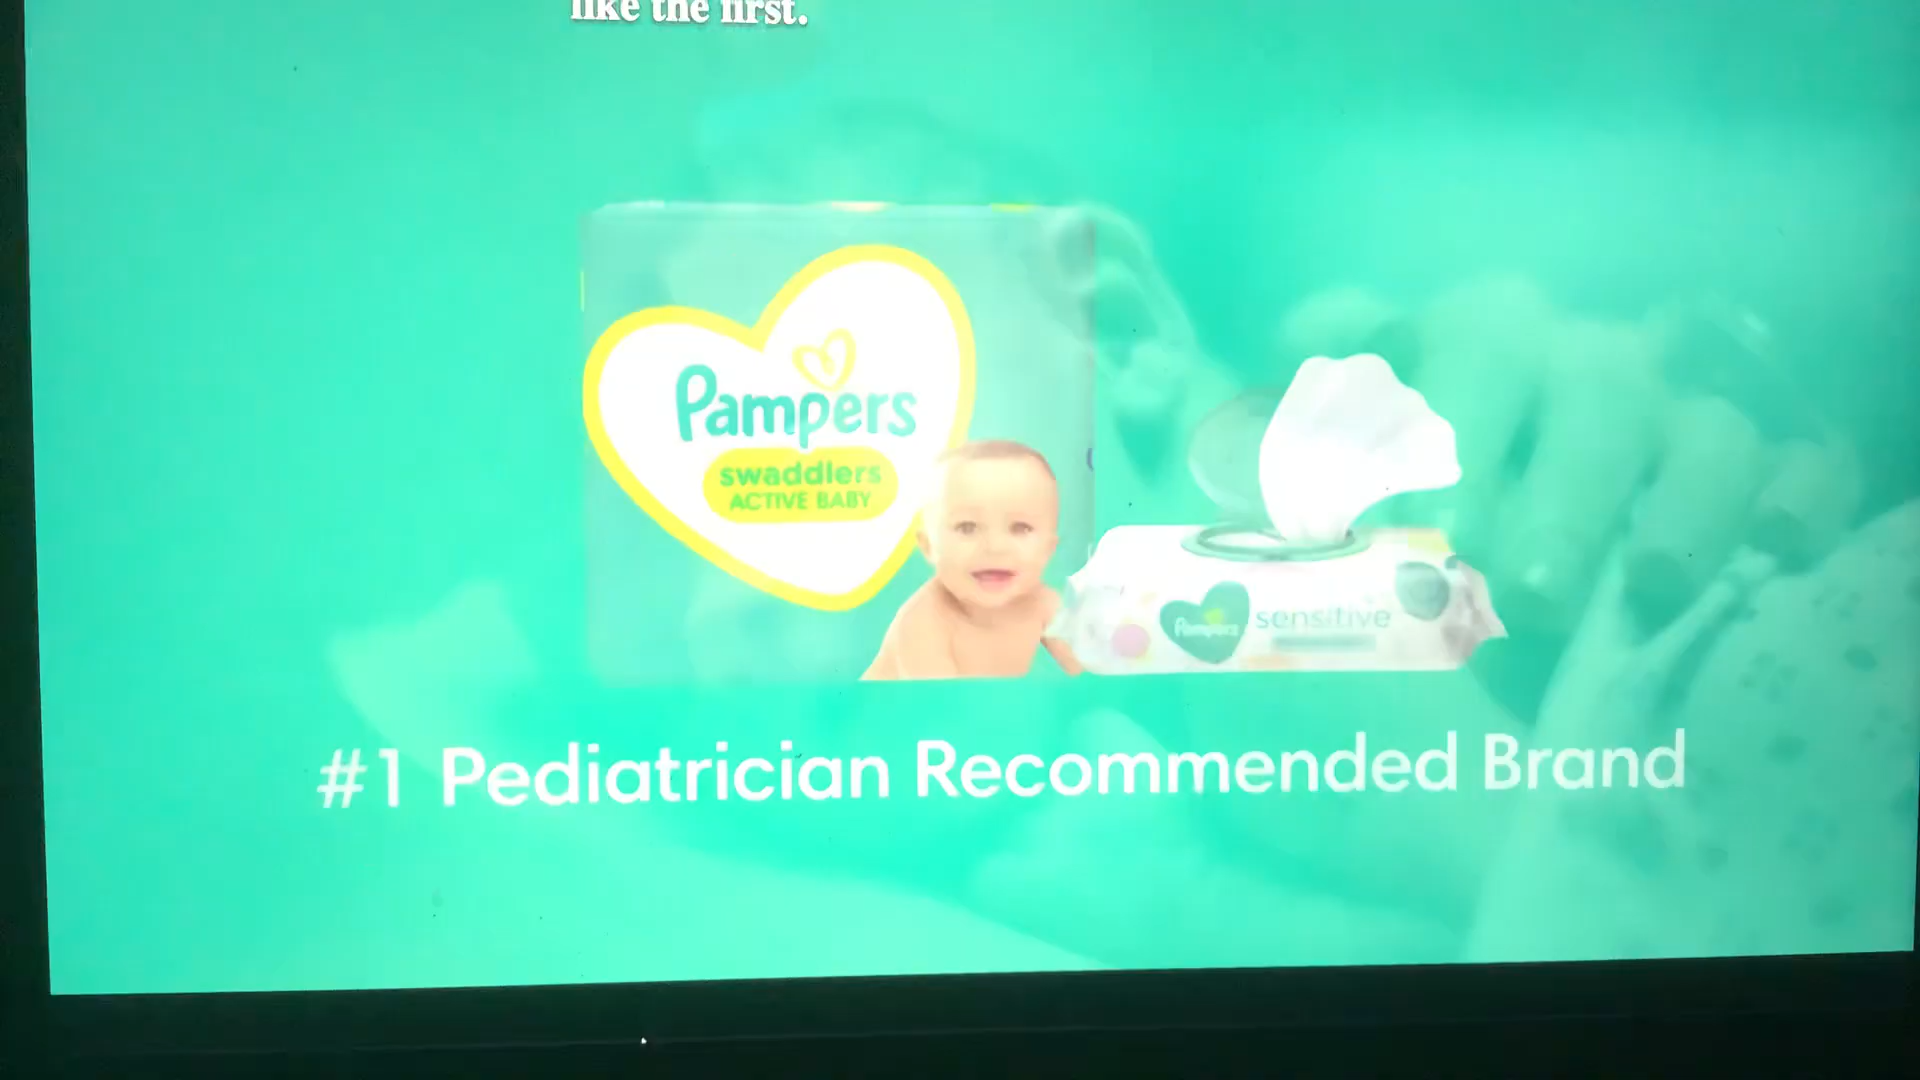 like the first.
Pampers
swaddlers
ACTIVE BABY
Pampers
sensitive
#1 Pediatrician Recommended Brand